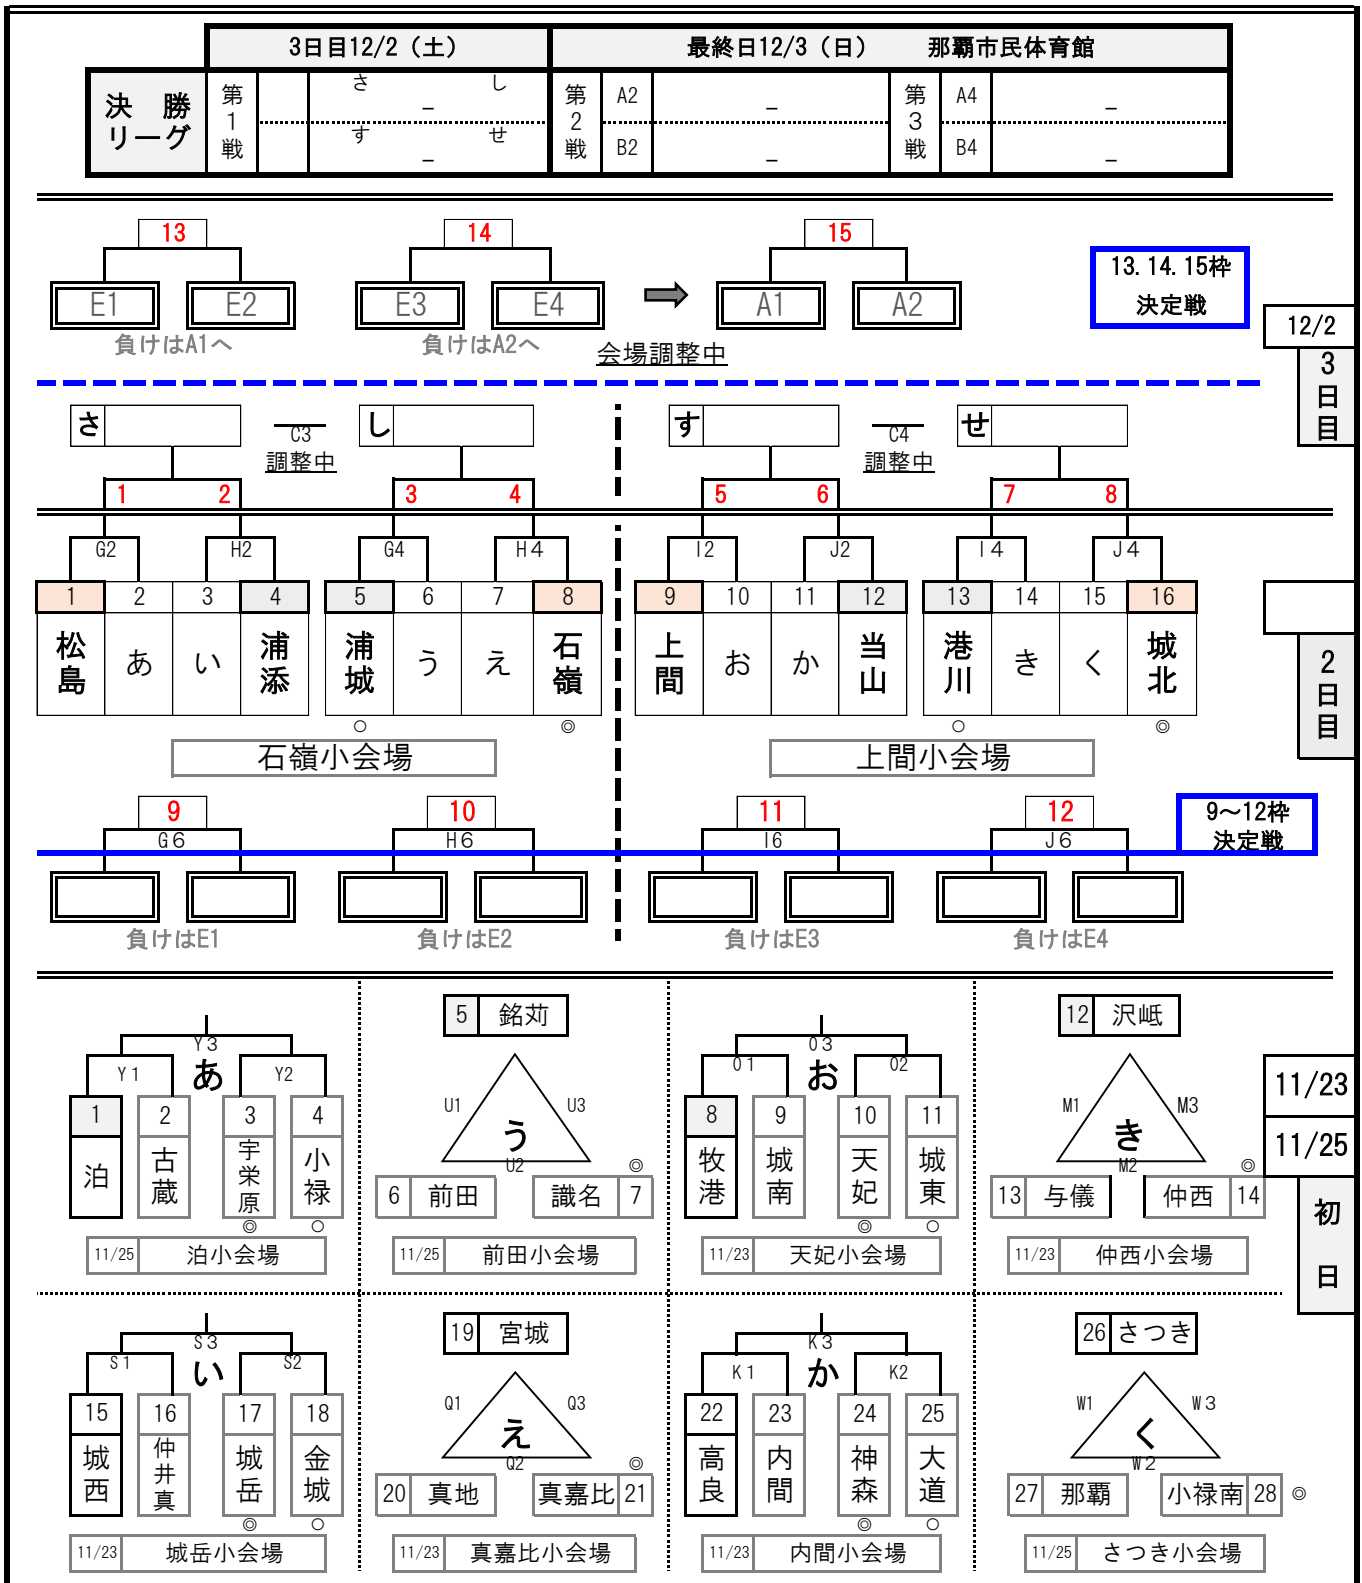 3日目12/2（土）
最終日12/3（日）　　那覇市民体育館
決　勝
リーグ
第1戦
さ － し
す － せ
第2戦
A2 －
B2 －
第3戦
A4 －
B4 －
13 14 15
13.14.15枠
決定戦
E1 E2 E3 E4 A1 A2
負けはA1へ 負けはA2へ
会場調整中
12/2
3日目
さ し す せ
C3 C4
調整中 調整中
1 2 3 4 5 6 7 8
G2 H2 G4 H4 I2 J2 I4 J4
1 2 3 4 5 6 7 8 9 10 11 12 13 14 15 16
松島 あ い 浦添 浦城 う え 石嶺 上間 お か 当山 港川 き く 城北
○ ◎ ○ ◎
2日目
石嶺小会場 上間小会場
9 10 11 12
9～12枠
決定戦
G6 H6 I6 J6
負けはE1 負けはE2 負けはE3 負けはE4
5 銘苅 12 沢岻
Y3 O3
あ お
Y1 Y2 U1 U3 O1 O2 M1 M3
う き
U2 M2
1 2 3 4 8 9 10 11
泊 古蔵 宇栄原 小禄 牧港 城南 天妃 城東
◎ ◎
6 前田 識名 7 13 与儀 仲西 14
◎ ○ ◎ ○
11/25 泊小会場 11/25 前田小会場 11/23 天妃小会場 11/23 仲西小会場
11/23
11/25
初日
19 宮城 26 さつき
S3 K3
い か
S1 S2 Q1 Q3 K1 K2 W1 W3
え く
Q2 W2
15 16 17 18 22 23 24 25
城西 仲井真 城岳 金城 高良 内間 神森 大道
◎
20 真地 真嘉比 21 27 那覇 小禄南 28 ◎
◎ ○ ◎ ○
11/23 城岳小会場 11/23 真嘉比小会場 11/23 内間小会場 11/25 さつき小会場